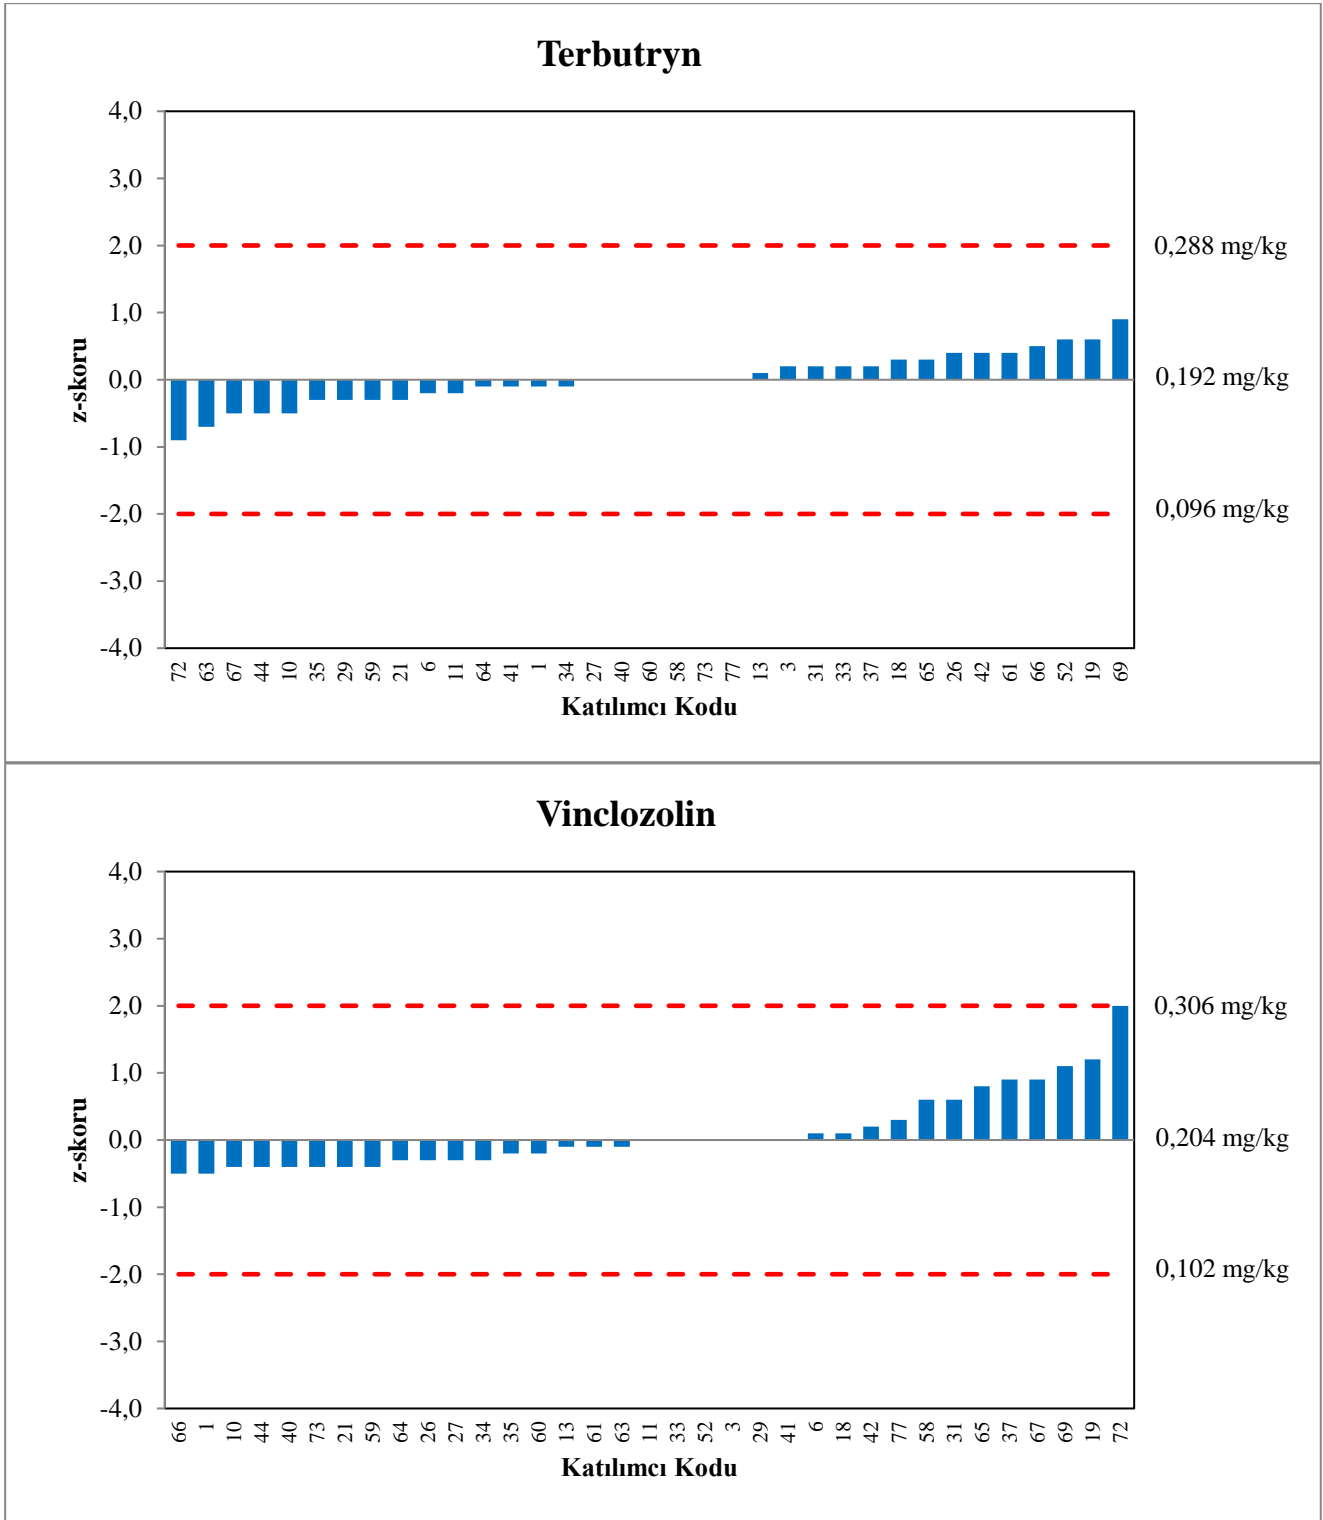 Terbutryn
4,0
3,0
2,0
1,0
0,0
-1,0
-2,0
-3,0
-4,0
z-skoru
0,288 mg/kg
0,192 mg/kg
0,096 mg/kg
72 63 67 44 10 35 29 59 21 6 11 64 41 1 34 27 40 60 58 73 77 13 3 31 33 37 18 65 26 42 61 66 52 19 69
Katılımcı Kodu
Vinclozolin
4,0
3,0
2,0
1,0
0,0
-1,0
-2,0
-3,0
-4,0
z-skoru
0,306 mg/kg
0,204 mg/kg
0,102 mg/kg
66 1 10 44 40 73 21 59 64 26 27 34 35 60 13 61 63 11 33 52 3 29 41 6 18 42 77 58 31 65 37 67 69 19 72
Katılımcı Kodu